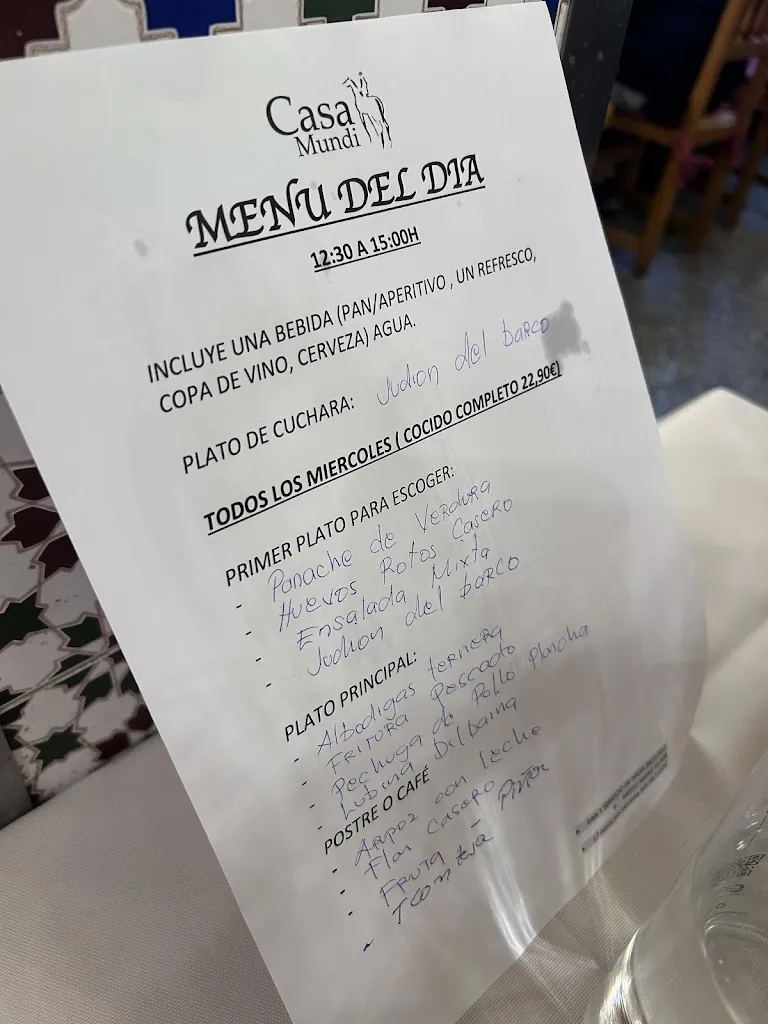 Casa
Mundi
MENU DEL DIA
12:30 A 15:00H
INCLUYE UNA BEBIDA (PAN/APERITIVO , UN REFRESCO,
COPA DE VINO, CERVEZA) AGUA.
PLATO DE CUCHARA: Judion del barco
TODOS LOS MIERCOLES ( COCIDO COMPLETO 22,90€)
PRIMER PLATO PARA ESCOGER:
- Panache de Verdura
- Huevos Rotos Casero
- Ensalada Mixta
- Judion del barco
PLATO PRINCIPAL:
- Albodigas ternera
- Fritura Pescado
- Pechuga de Pollo plancha
- Lubina Bilbaina
POSTRE O CAFÉ
- Arroz con leche
- Flan Casero
- Fruta